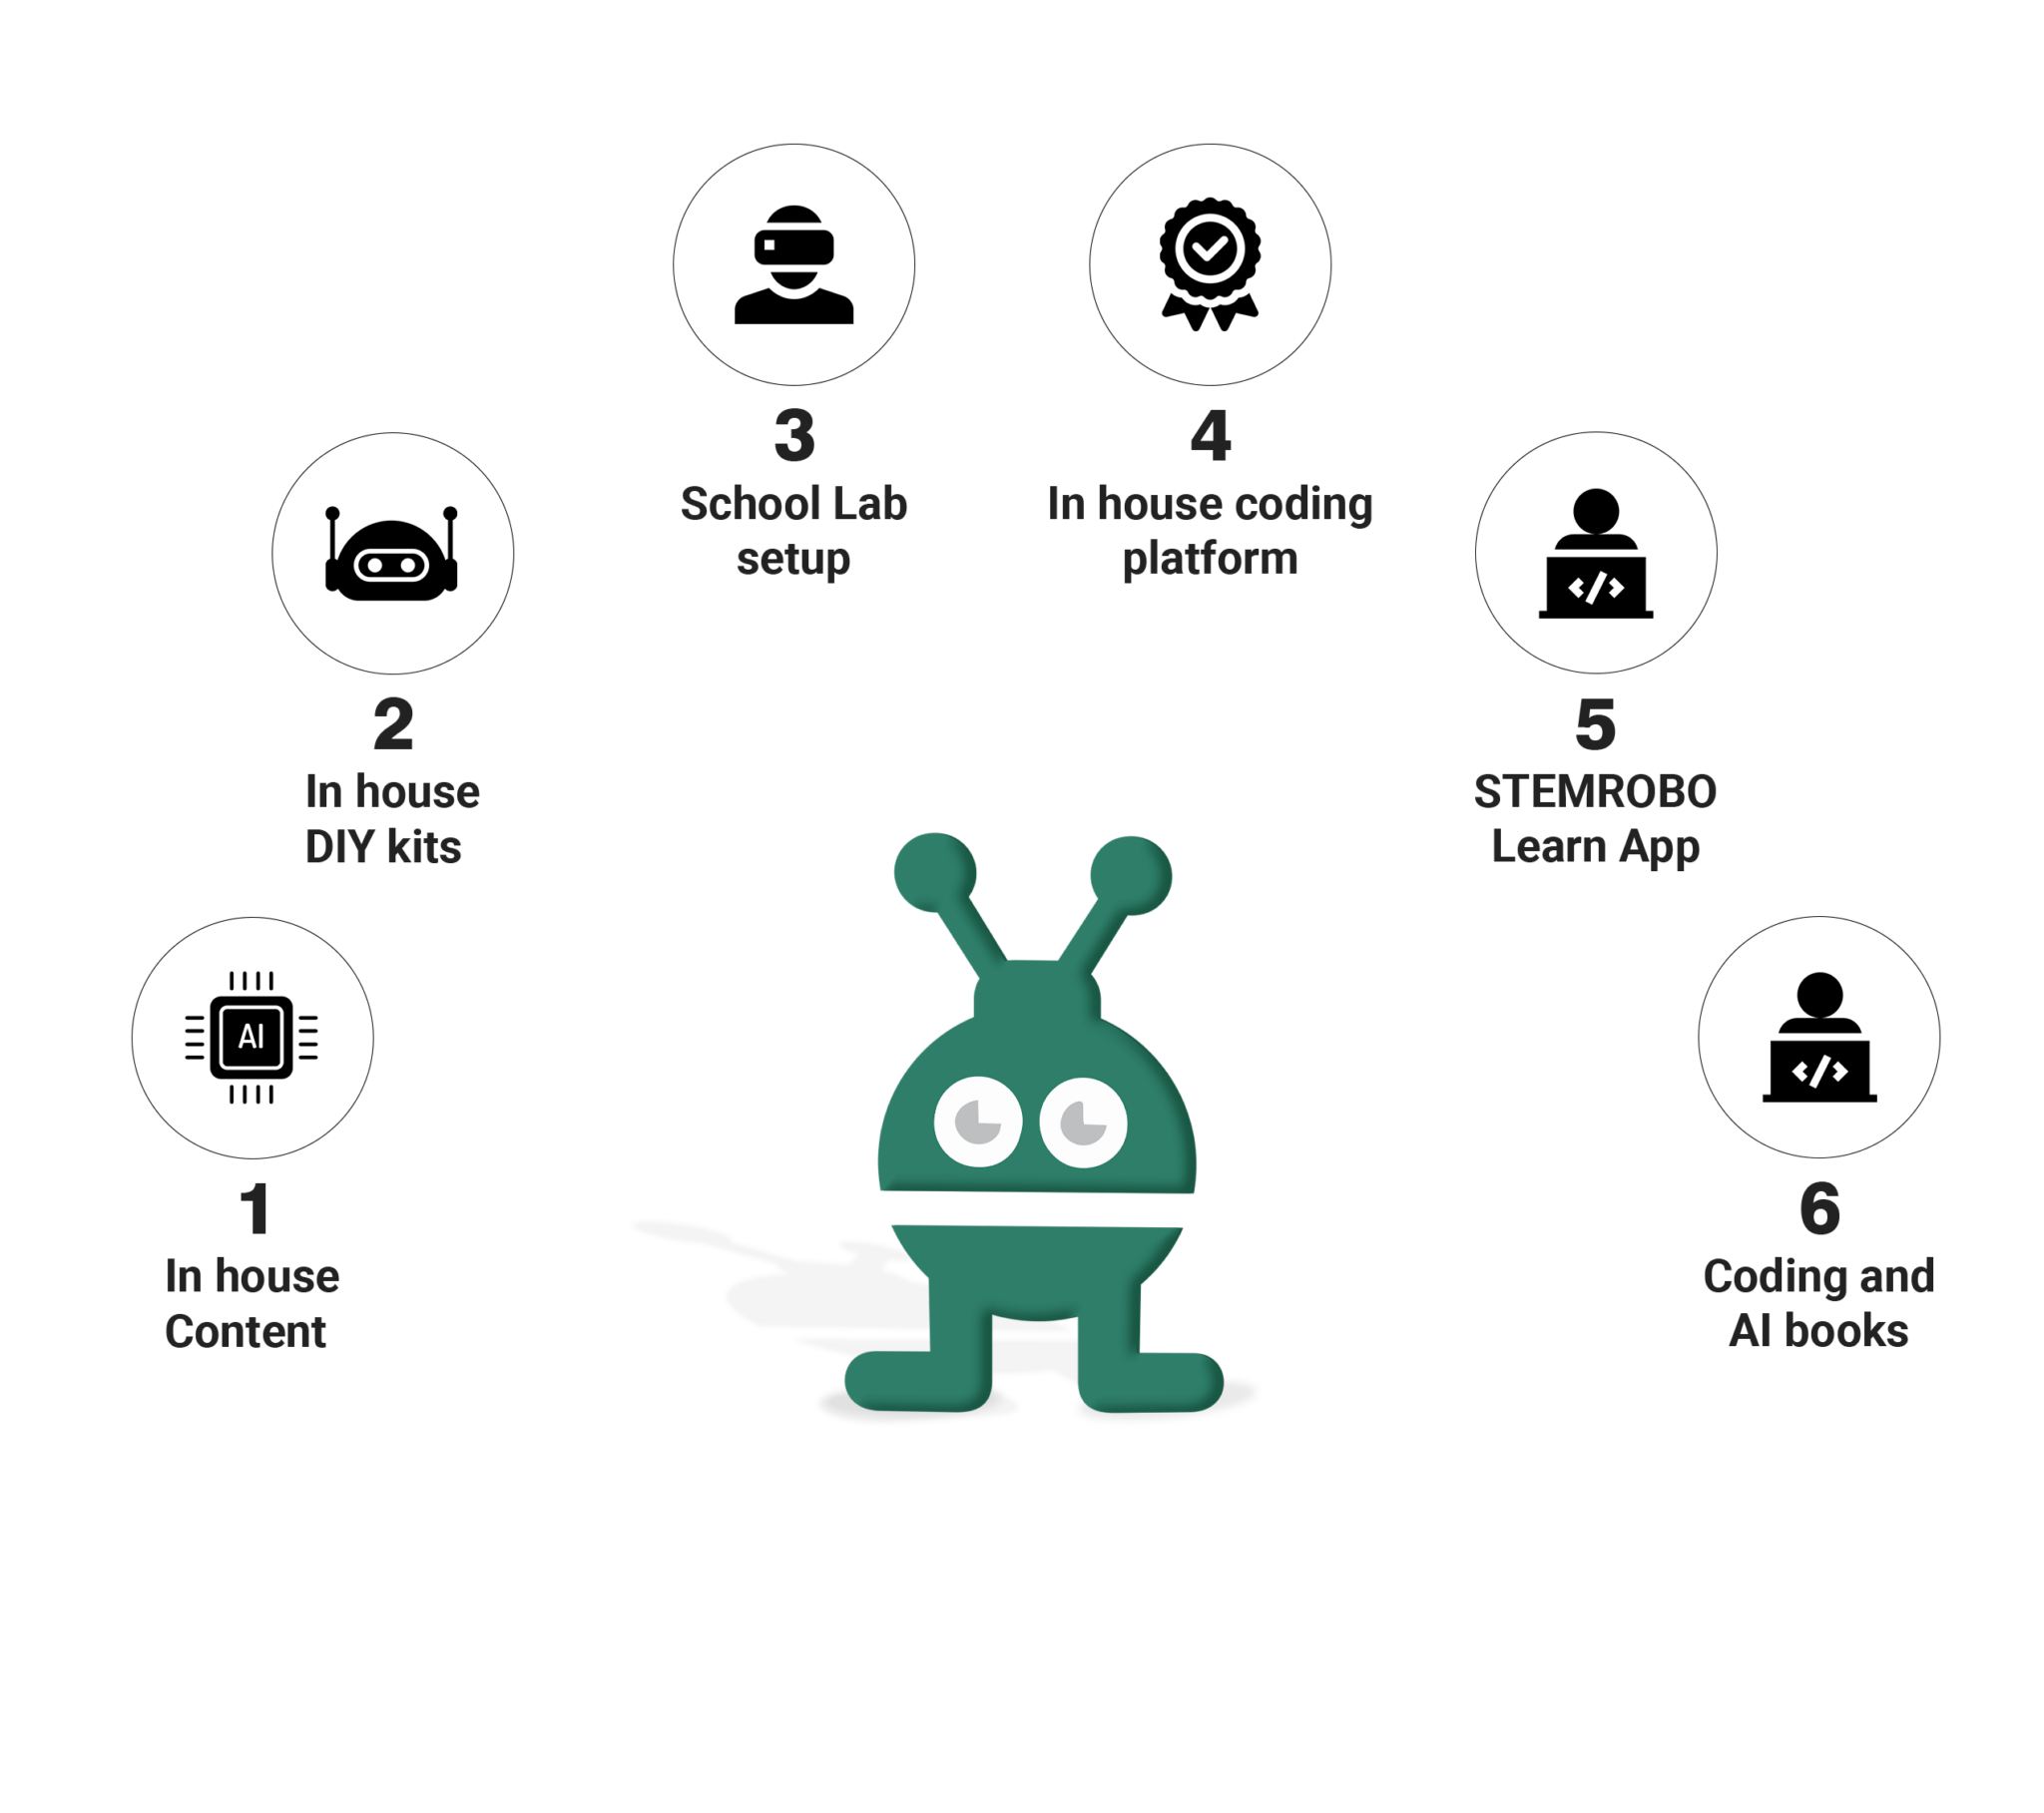 AI
1
In house
Content
2
In house
DIY kits
3
School Lab
setup
4
In house coding
platform
5
STEMROBO
Learn App
6
Coding and
AI books